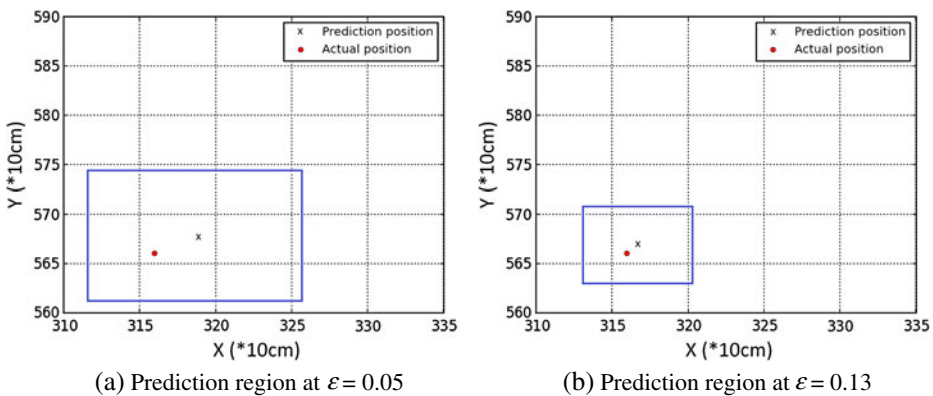 590
585
580
575
570
565
560
310
315
320
325
330
335
Y (*10cm)
X (*10cm)
x Prediction position
Actual position
(a) Prediction region at ε = 0.05
590
585
580
575
570
565
560
310
315
320
325
330
335
Y (*10cm)
X (*10cm)
x Prediction position
Actual position
(b) Prediction region at ε = 0.13